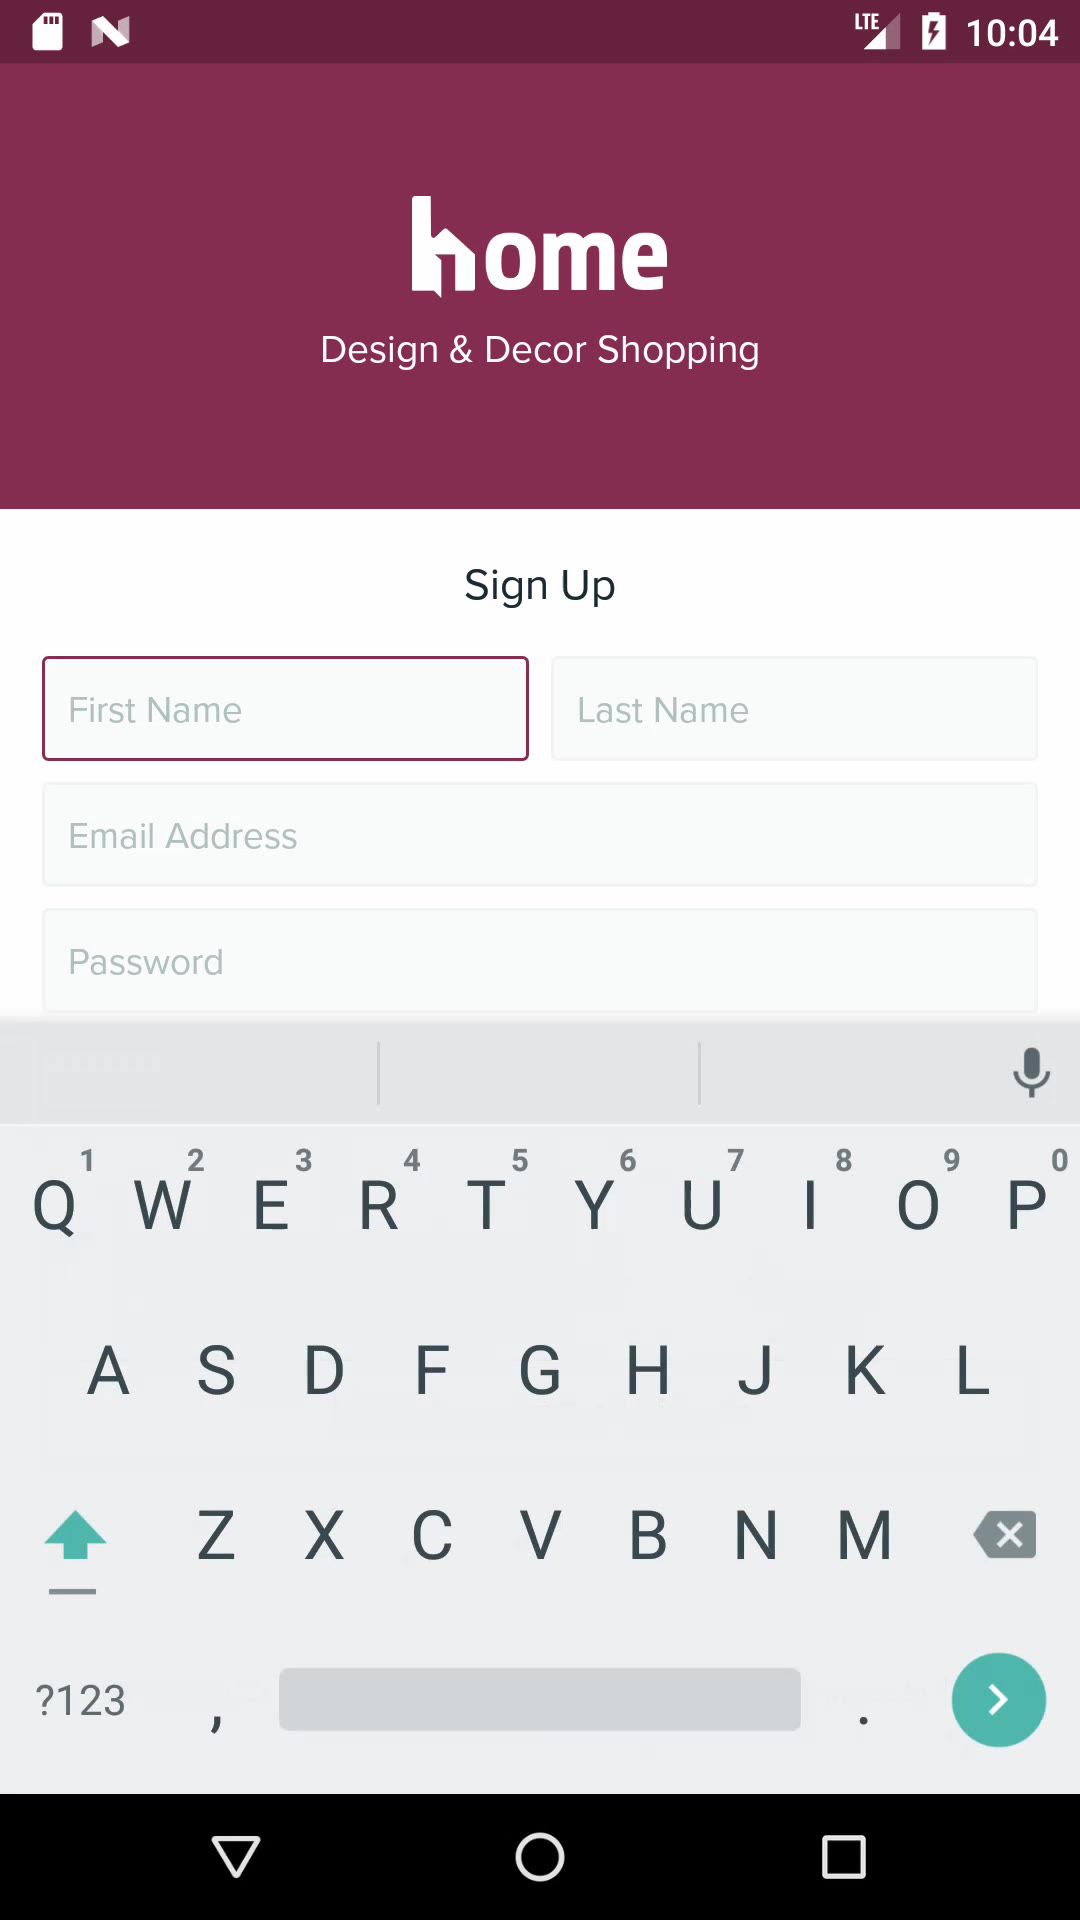 LTE 10:04
home
Design & Decor Shopping
Sign Up
First Name Last Name
Email Address
Password
1 2 3 4 5 6 7 8 9 0
Q W E R T Y U I O P
A S D F G H J K L
Z X C V B N M
?123 , .